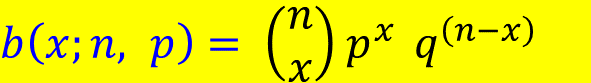 b(x; n, p) = (n x) p^x q^(n−x)